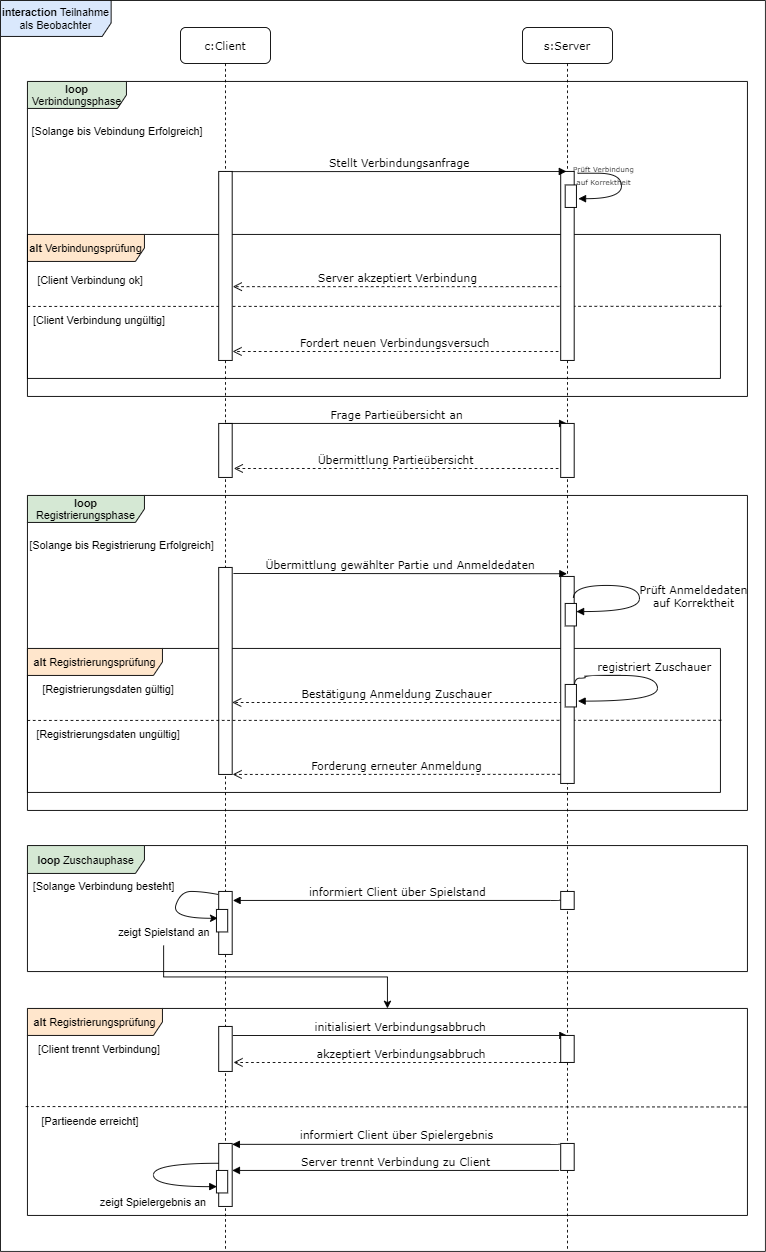 interaction Teilnahme
als Beobachter
c:Client
s:Server
loop
Verbindungsphase
[Solange bis Vebindung Erfolgreich]
Stellt Verbindungsanfrage
Prüft Verbindung
auf Korrektheit
alt Verbindungsprüfung
[Client Verbindung ok]
Server akzeptiert Verbindung
[Client Verbindung ungültig]
Fordert neuen Verbindungsversuch
Frage Partieübersicht an
Übermittlung Partieübersicht
loop
Registrierungsphase
[Solange bis Registrierung Erfolgreich]
Übermittlung gewählter Partie und Anmeldedaten
Prüft Anmeldedaten
auf Korrektheit
alt Registrierungsprüfung
registriert Zuschauer
[Registrierungsdaten gültig]
Bestätigung Anmeldung Zuschauer
[Registrierungsdaten ungültig]
Forderung erneuter Anmeldung
loop Zuschauphase
[Solange Verbindung besteht]
informiert Client über Spielstand
zeigt Spielstand an
alt Registrierungsprüfung
initialisiert Verbindungsabbruch
[Client trennt Verbindung]
akzeptiert Verbindungsabbruch
[Partieende erreicht]
informiert Client über Spielergebnis
Server trennt Verbindung zu Client
zeigt Spielergebnis an